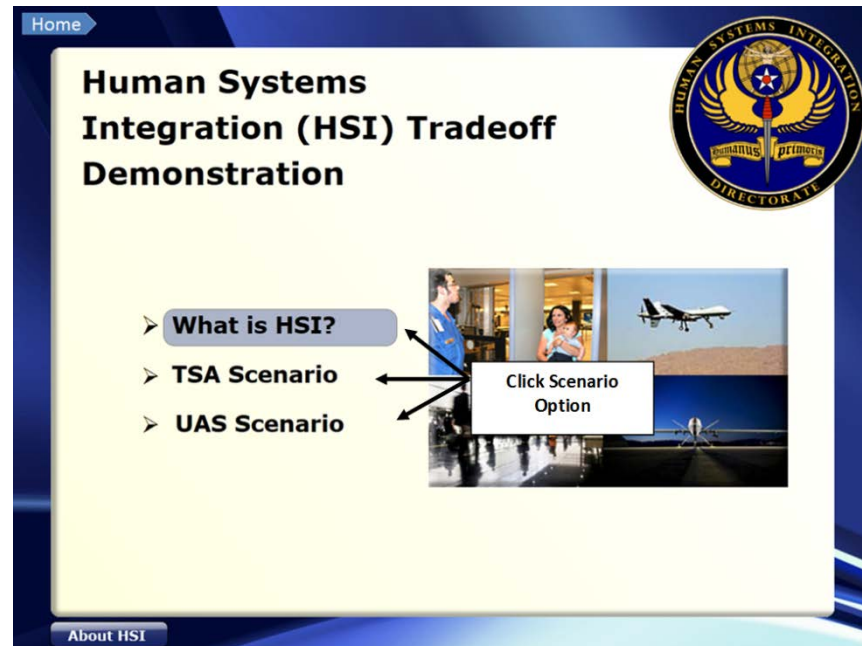 Home
Human Systems
Integration (HSI) Tradeoff
Demonstration
HUMAN SYSTEMS INTEGRATION
Humanus primoris
DIRECTORATE
What is HSI?
TSA Scenario
UAS Scenario
Click Scenario
Option
About HSI